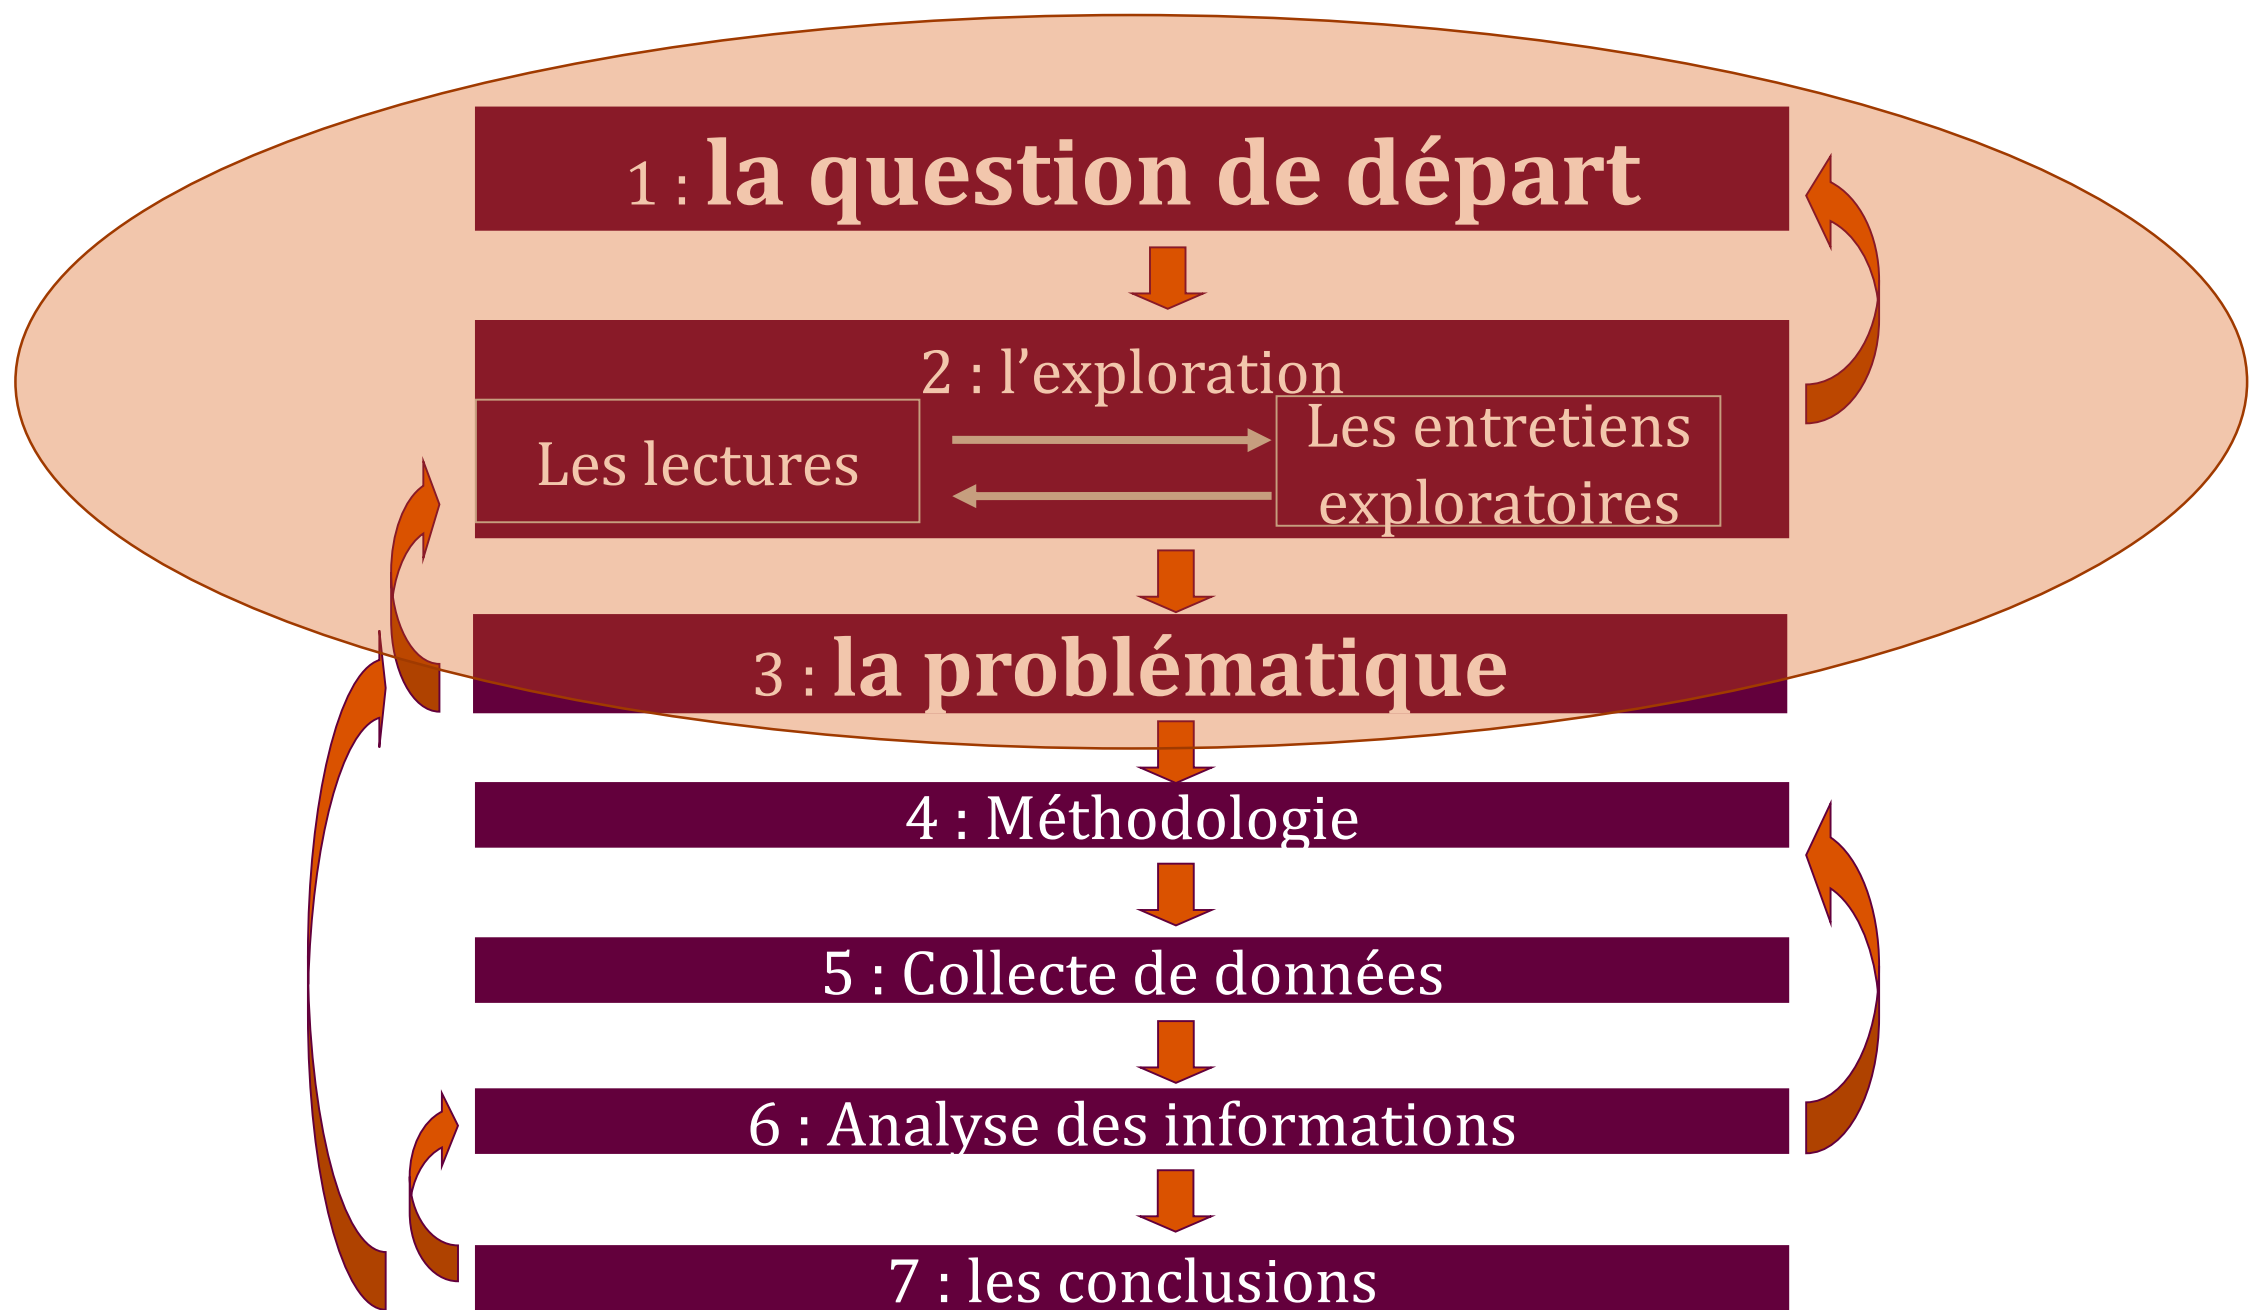 1 : la question de départ
2 : l’exploration
Les lectures
Les entretiens
exploratoires
3 : la problématique
4 : Méthodologie
5 : Collecte de données
6 : Analyse des informations
7 : les conclusions